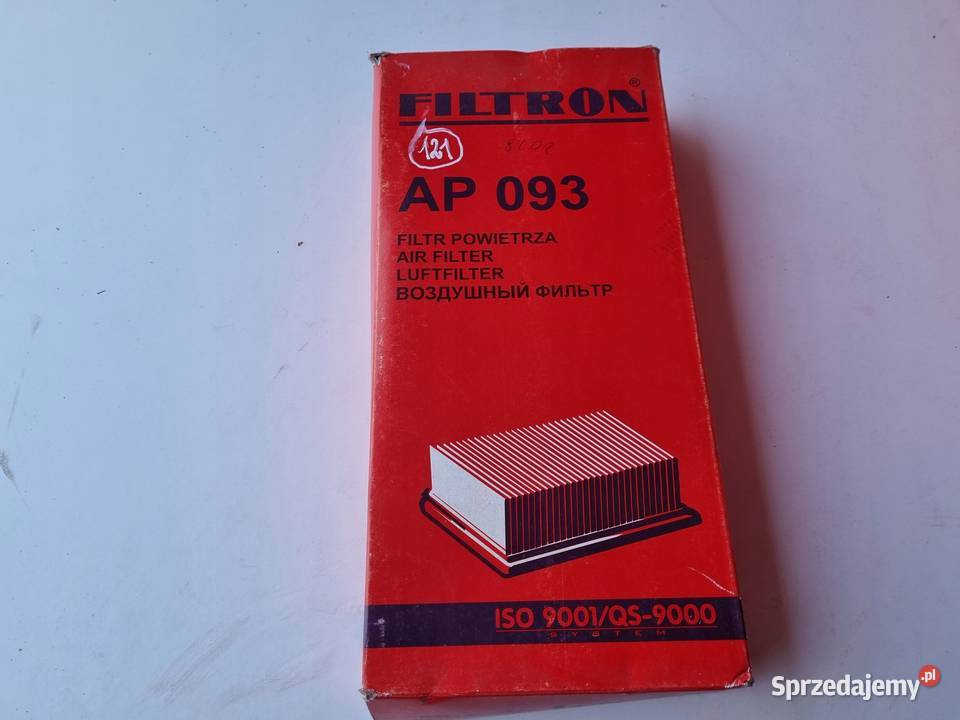 FILTRON®
121
AP 093
FILTR POWIETRZA
AIR FILTER
LUFTFILTER
ВОЗДУШНЫЙ ФИЛЬТР
ISO 9001/QS-9000
SYSTEM
Sprzedajemy.pl